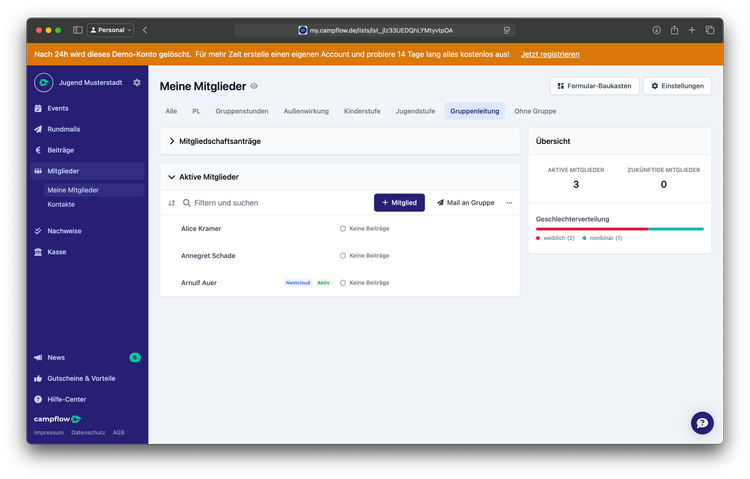 Personal
my.campflow.de/lists/lst_jlz33UEDQhLYMtyvtpOA
Nach 24h wird dieses Demo-Konto gelöscht. Für mehr Zeit erstelle einen eigenen Account und probiere 14 Tage lang alles kostenlos aus! Jetzt registrieren
Jugend Musterstadt
Events
Rundmails
Beiträge
Mitglieder
Meine Mitglieder
Kontakte
Nachweise
Kasse
News 6
Gutscheine & Vorteile
Hilfe-Center
campflow
Impressum Datenschutz AGB
Meine Mitglieder
Formular-Baukasten Einstellungen
Alle PL Gruppenstunden Außenwirkung Kinderstufe Jugendstufe Gruppenleitung Ohne Gruppe
Mitgliedschaftsanträge
Aktive Mitglieder
Filtern und suchen + Mitglied Mail an Gruppe ...
Alice Kramer Keine Beiträge
Annegret Schade Keine Beiträge
Arnulf Auer Nextcloud Aktiv Keine Beiträge
Übersicht
AKTIVE MITGLIEDER ZUKÜNFTIGE MITGLIEDER
3 0
Geschlechterverteilung
weiblich (2) nonbinär (1)